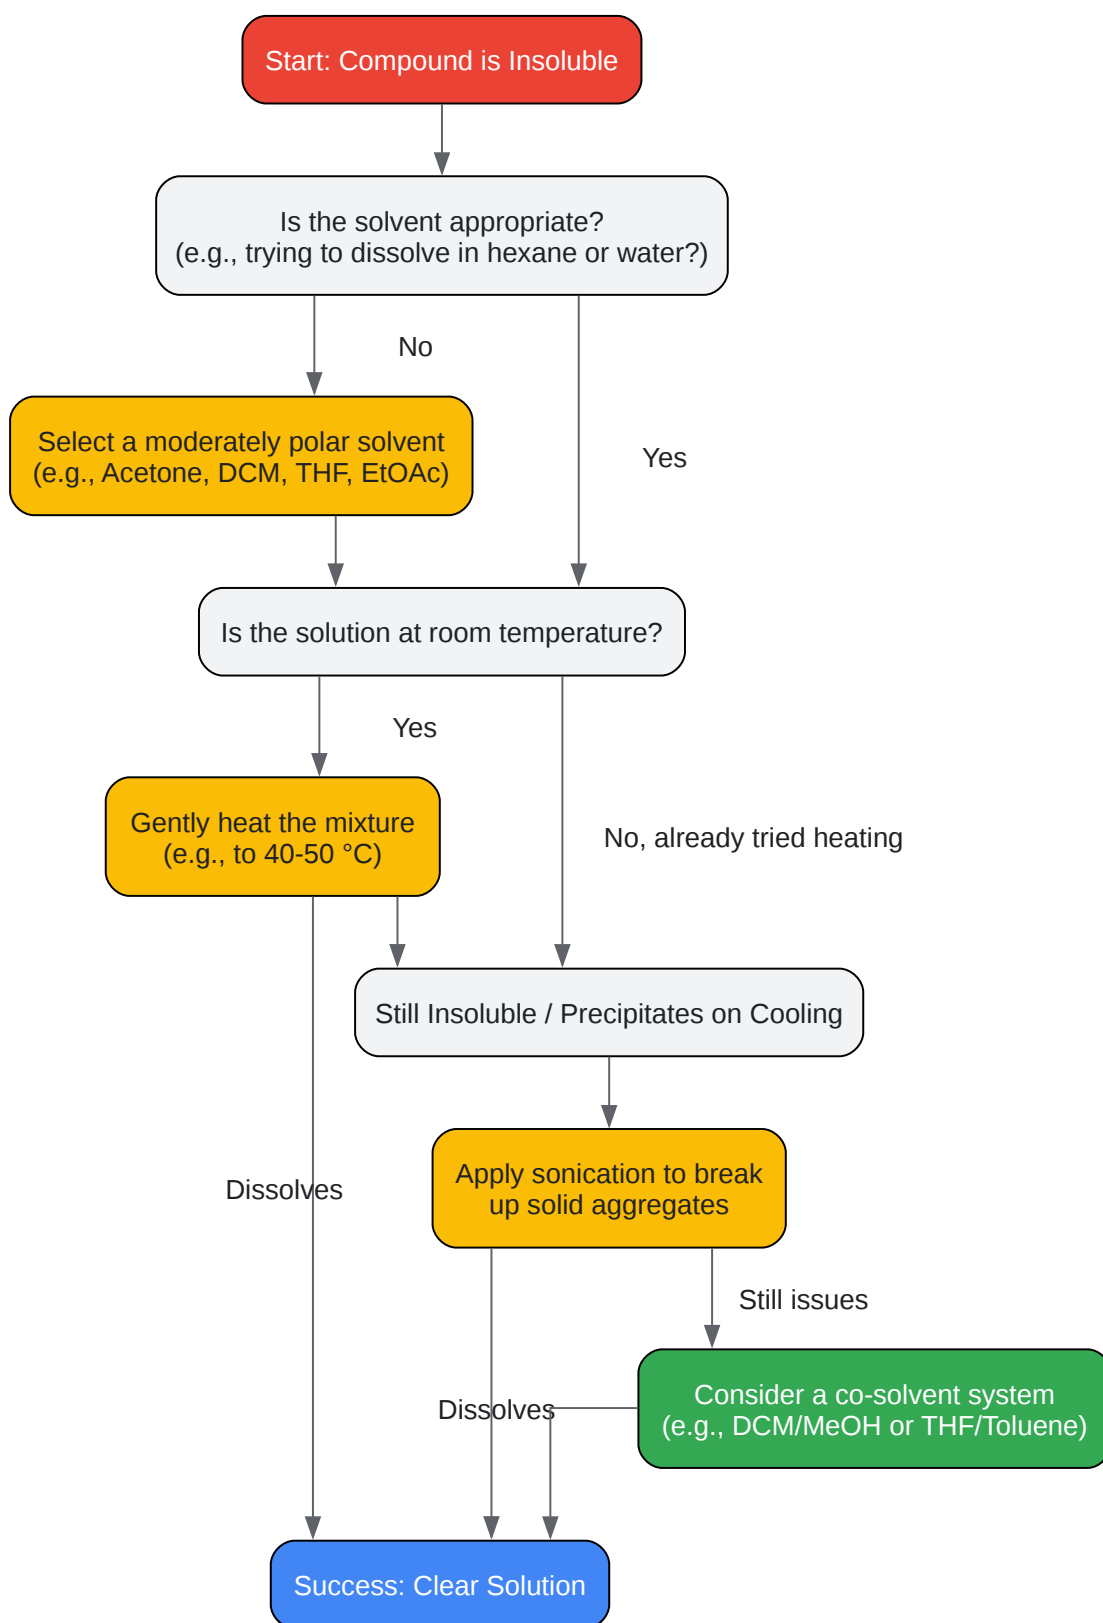 Start: Compound is Insoluble
Is the solvent appropriate?
(e.g., trying to dissolve in hexane or water?)
No
Select a moderately polar solvent
(e.g., Acetone, DCM, THF, EtOAc)
Yes
Is the solution at room temperature?
Yes
Gently heat the mixture
(e.g., to 40-50 °C)
No, already tried heating
Still Insoluble / Precipitates on Cooling
Apply sonication to break
up solid aggregates
Dissolves
Still issues
Consider a co-solvent system
(e.g., DCM/MeOH or THF/Toluene)
Dissolves
Success: Clear Solution